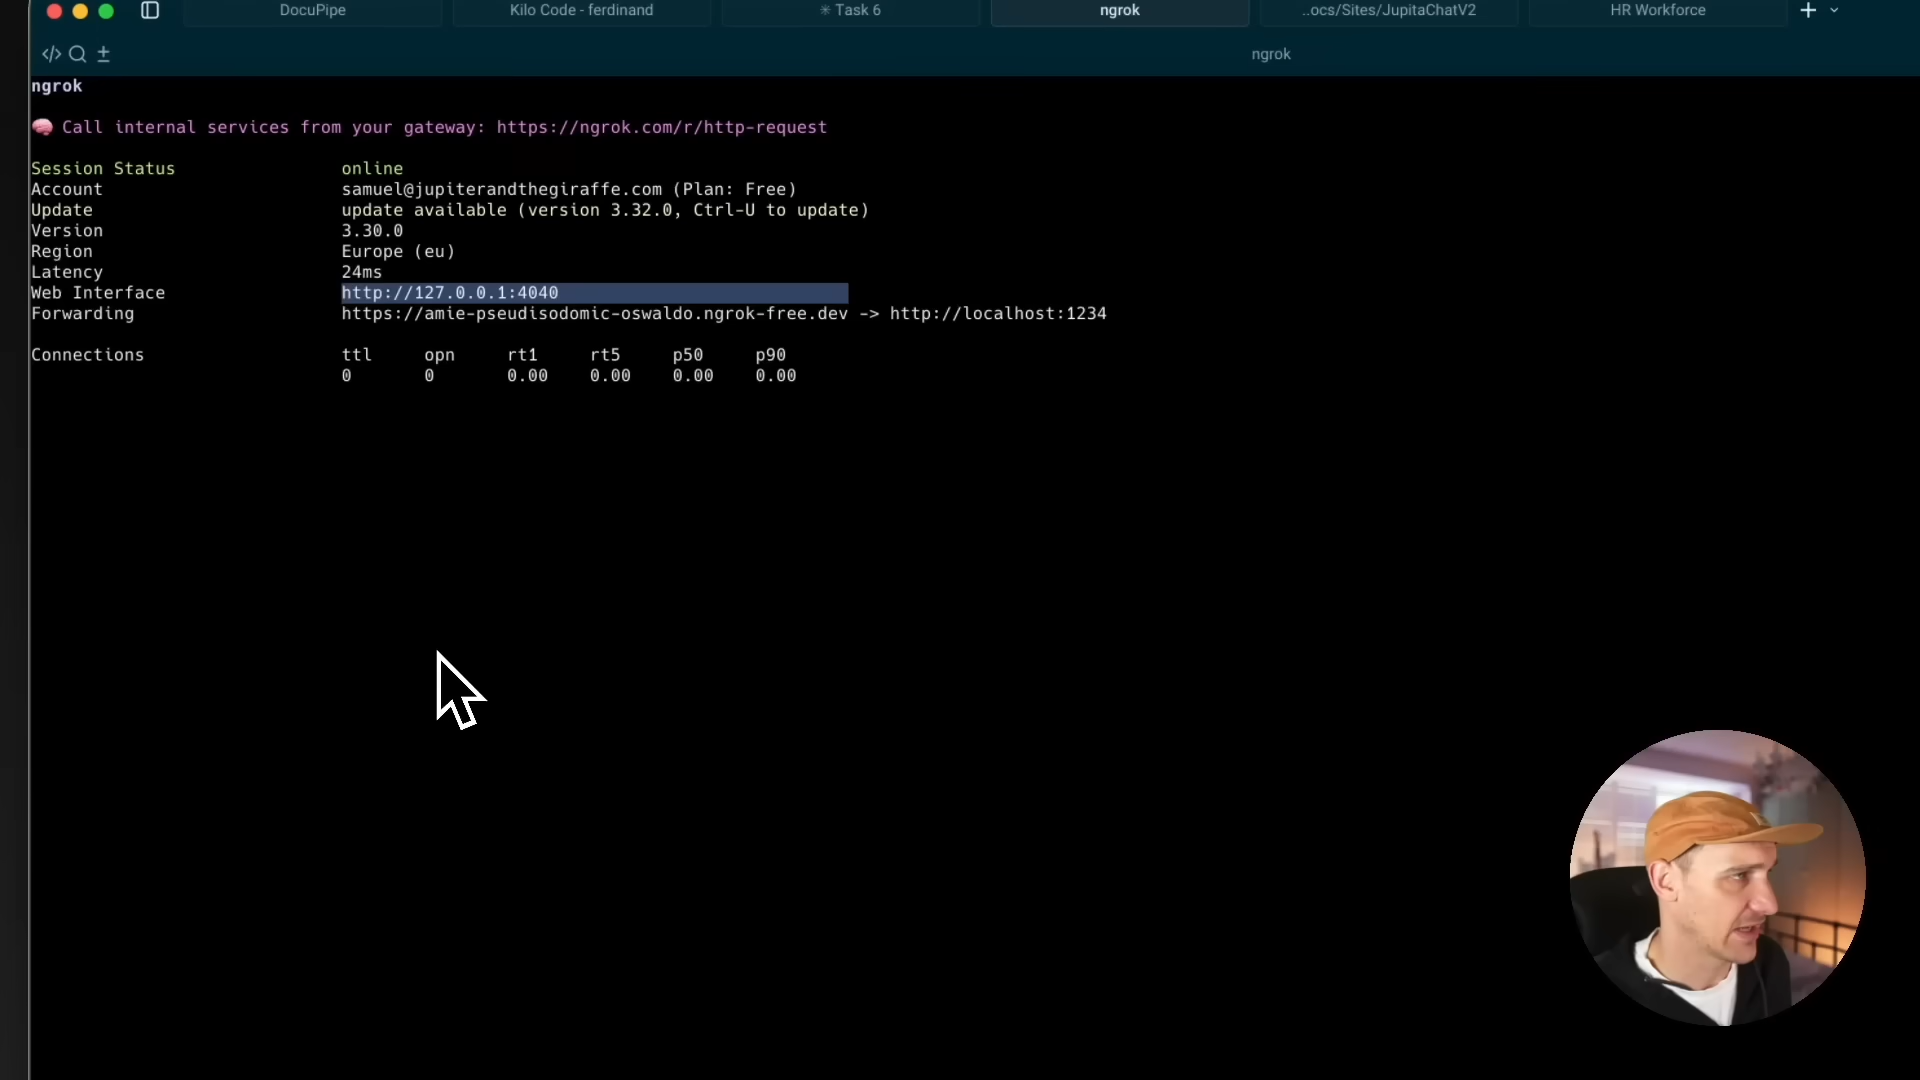 DocuPipe
Kilo Code - ferdinand
✳ Task 6
ngrok
..ocs/Sites/JupitaChatV2
HR Workforce
ngrok
ngrok
🧠 Call internal services from your gateway: https://ngrok.com/r/http-request
Session Status online
Account samuel@jupiterandthegiraffe.com (Plan: Free)
Update update available (version 3.32.0, Ctrl-U to update)
Version 3.30.0
Region Europe (eu)
Latency 24ms
Web Interface http://127.0.0.1:4040
Forwarding https://amie-pseudisodomic-oswaldo.ngrok-free.dev -> http://localhost:1234
Connections ttl opn rt1 rt5 p50 p90
0 0 0.00 0.00 0.00 0.00